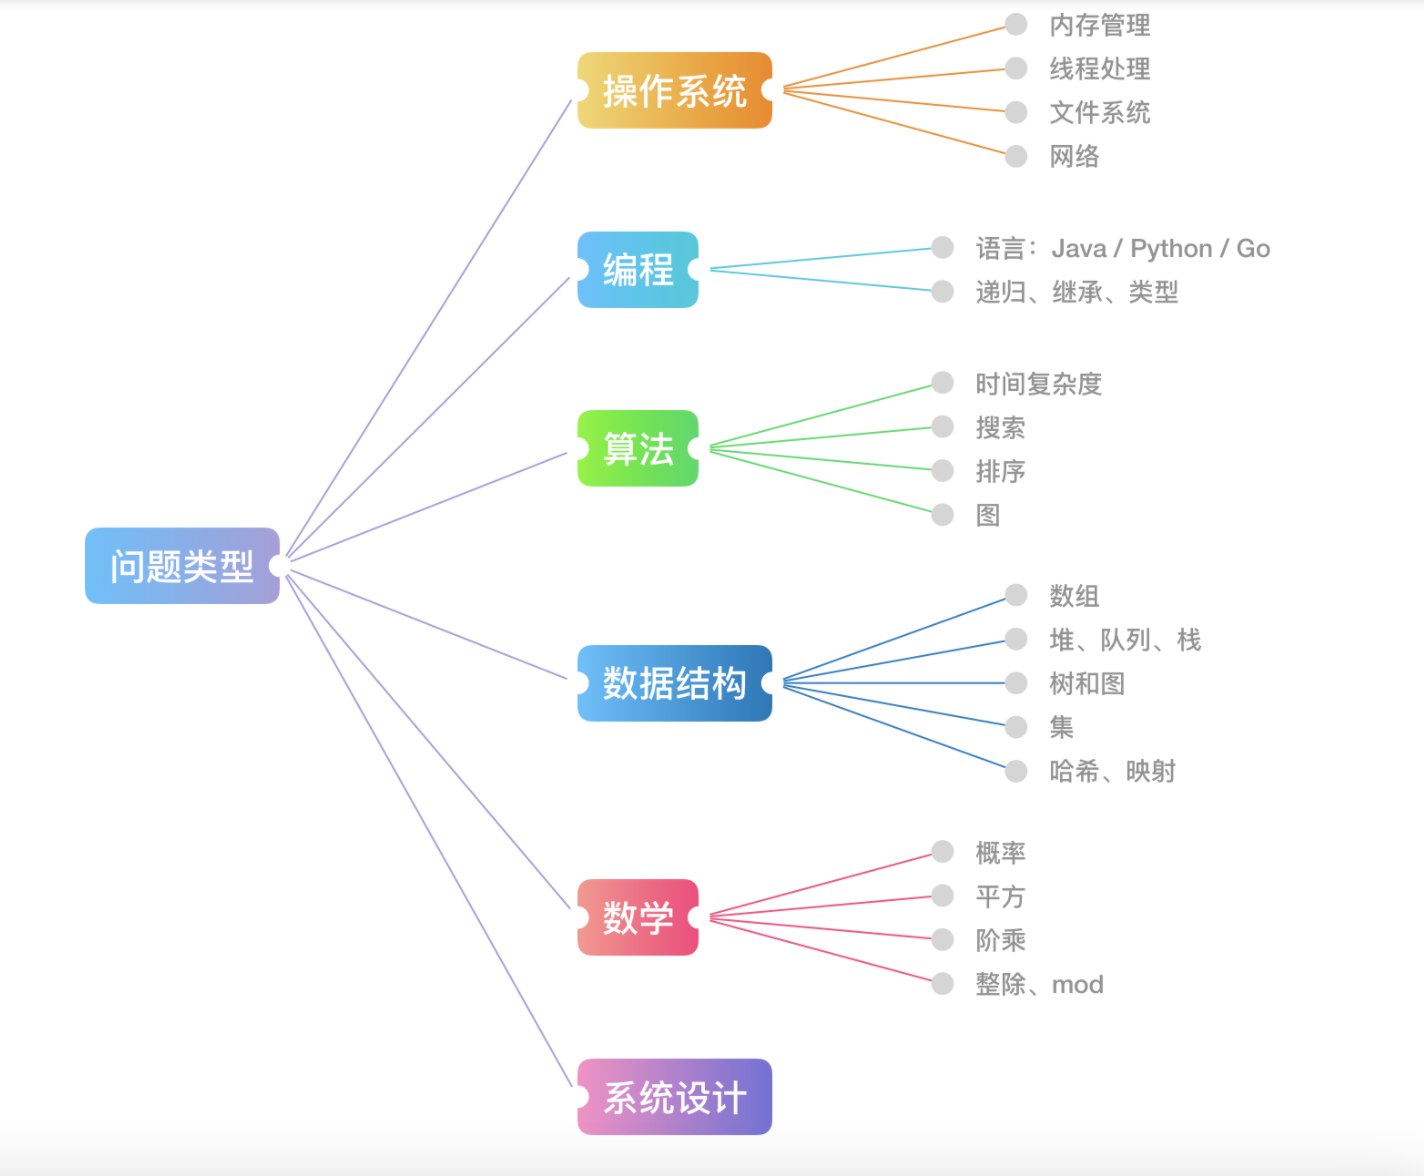 问题类型
操作系统
内存管理
线程处理
文件系统
网络
编程
语言：Java / Python / Go
递归、继承、类型
算法
时间复杂度
搜索
排序
图
数据结构
数组
堆、队列、栈
树和图
集
哈希、映射
数学
概率
平方
阶乘
整除、mod
系统设计